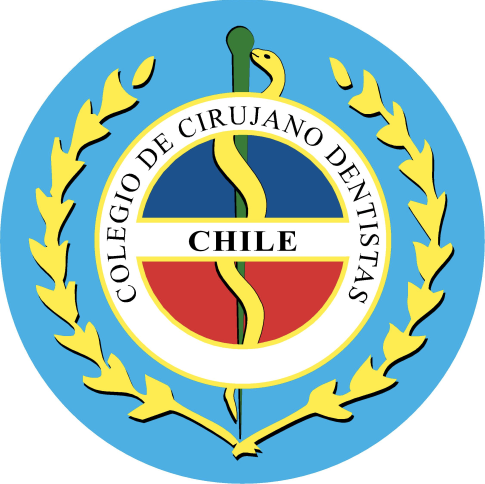 COLEGIO DE CIRUJANO DENTISTAS
CHILE